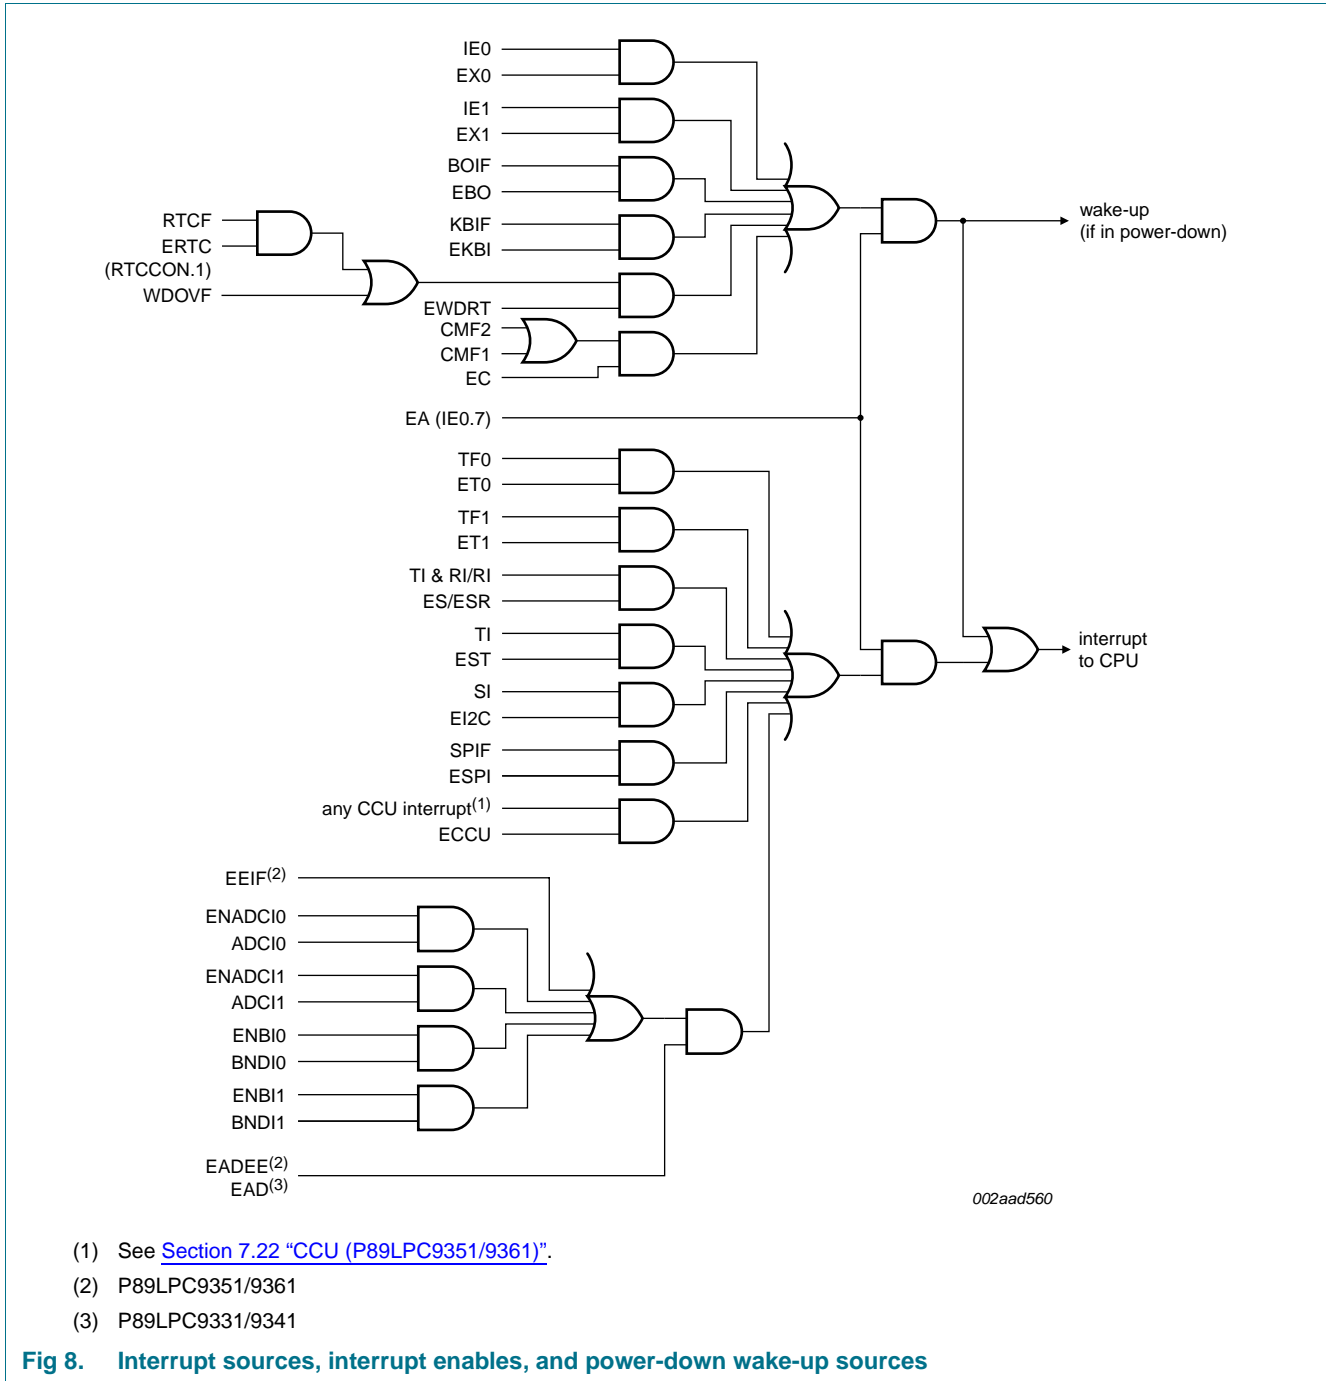 IE0
EX0
IE1
EX1
BOIF
EBO
RTCF
KBIF
ERTC
EKBI
(RTCCON.1)
WDOVF
EWDRT
CMF2
CMF1
EC
wake-up
(if in power-down)
EA (IE0.7)
TF0
ET0
TF1
ET1
TI & RI/RI
ES/ESR
TI
EST
SI
EI2C
SPIF
ESPI
any CCU interrupt(1)
ECCU
interrupt
to CPU
EEIF(2)
ENADCI0
ADCI0
ENADCI1
ADCI1
ENBI0
BNDI0
ENBI1
BNDI1
EADEE(2)
EAD(3)
002aad560
(1) See Section 7.22 “CCU (P89LPC9351/9361)”.
(2) P89LPC9351/9361
(3) P89LPC9331/9341
Fig 8. Interrupt sources, interrupt enables, and power-down wake-up sources